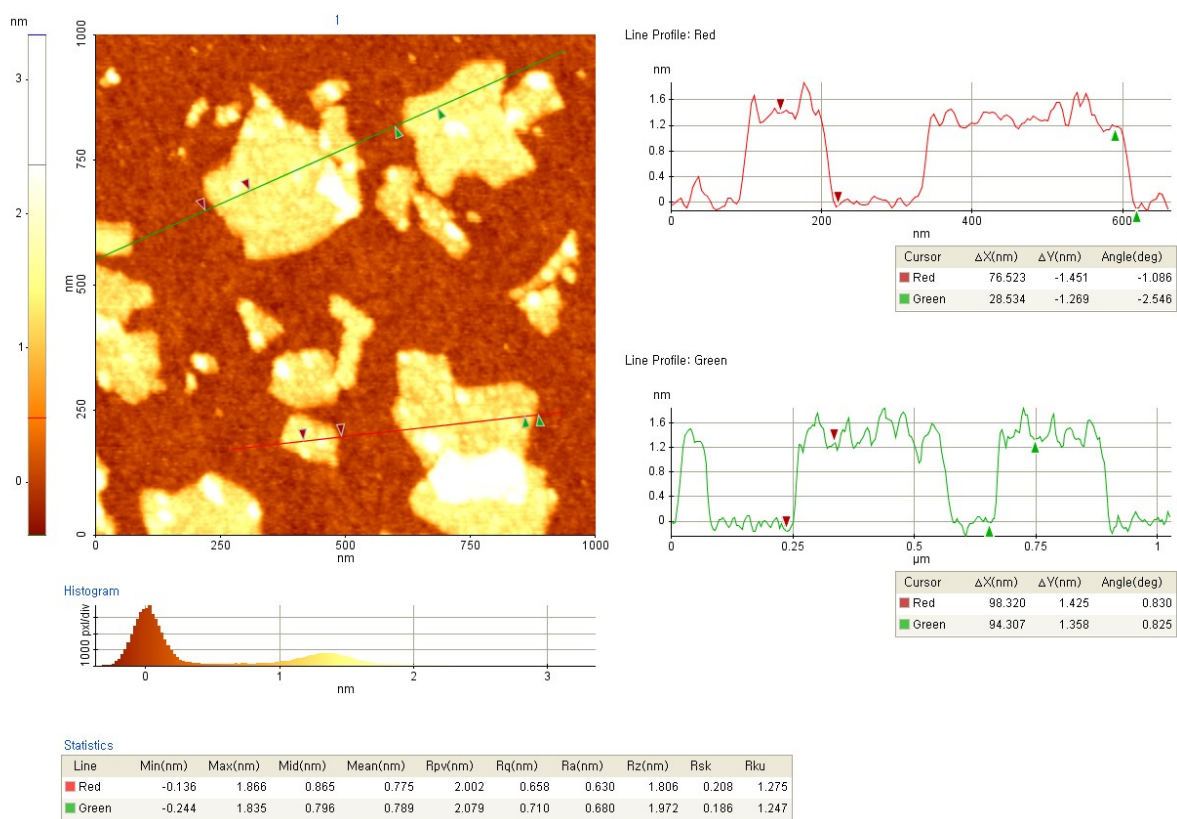 nm
3
2
1
0
1
1000
750
500
250
0
nm
0 250 500 750 1000
nm
Line Profile: Red
nm
1.6
1.2
0.8
0.4
0
0 200 400 600
nm
Cursor ΔX(nm) ΔY(nm) Angle(deg)
Red 76.523 -1.451 -1.086
Green 28.534 -1.269 -2.546
Line Profile: Green
nm
1.6
1.2
0.8
0.4
0
0 0.25 0.5 0.75 1
µm
Cursor ΔX(nm) ΔY(nm) Angle(deg)
Red 98.320 1.425 0.830
Green 94.307 1.358 0.825
Histogram
1000 pxl/div
0 1 2 3
nm
Statistics
Line Min(nm) Max(nm) Mid(nm) Mean(nm) Rpv(nm) Rq(nm) Ra(nm) Rz(nm) Rsk Rku
Red -0.136 1.866 0.865 0.775 2.002 0.658 0.630 1.806 0.208 1.275
Green -0.244 1.835 0.796 0.789 2.079 0.710 0.680 1.972 0.186 1.247